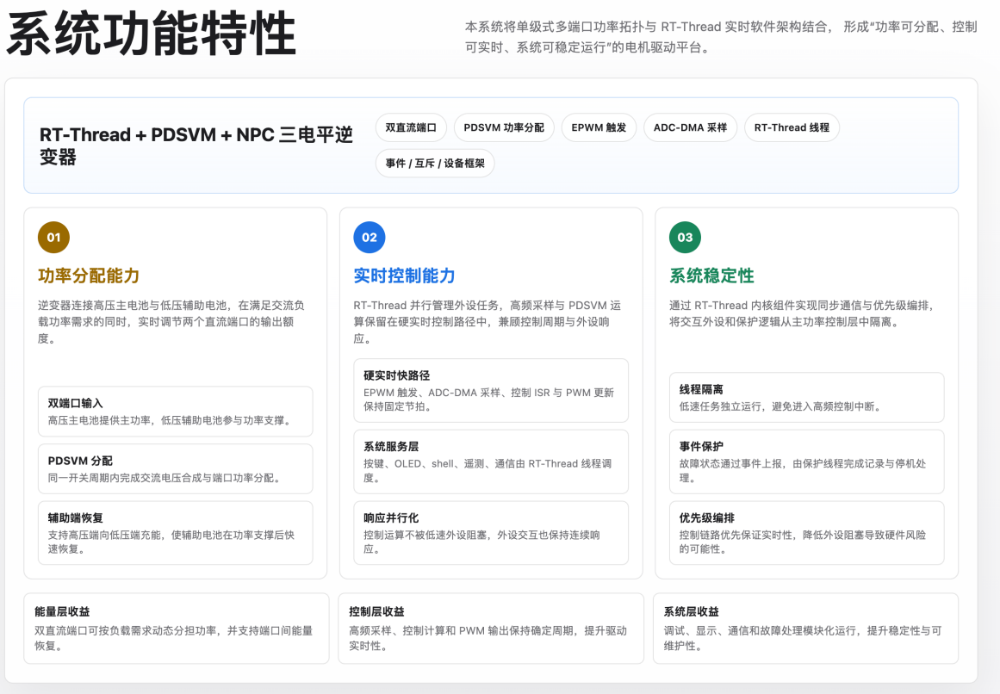 系统功能特性
本系统将单级式多端口功率拓扑与 RT-Thread 实时软件架构结合， 形成“功率可分配、控制
可实时、系统可稳定运行”的电机驱动平台。
RT-Thread + PDSVM + NPC 三电平逆
变器
双直流端口
PDSVM 功率分配
EPWM 触发
ADC-DMA 采样
RT-Thread 线程
事件 / 互斥 / 设备框架
01
功率分配能力
逆变器连接高压主电池与低压辅助电池，在满足交流负
载功率需求的同时，实时调节两个直流端口的输出额
度。
双端口输入
高压主电池提供主功率，低压辅助电池参与功率支撑。
PDSVM 分配
同一开关周期内完成交流电压合成与端口功率分配。
辅助端恢复
支持高压端向低压端充能，使辅助电池在功率支撑后快
速恢复。
02
实时控制能力
RT-Thread 并行管理外设任务，高频采样与 PDSVM 运
算保留在硬实时控制路径中，兼顾控制周期与外设响
应。
硬实时快路径
EPWM 触发、ADC-DMA 采样、控制 ISR 与 PWM 更新
保持固定节拍。
系统服务层
按键、OLED、shell、遥测、通信由 RT-Thread 线程调
度。
响应并行化
控制运算不被低速外设阻塞，外设交互也保持连续响
应。
03
系统稳定性
通过 RT-Thread 内核组件实现同步通信与优先级编排，
将交互外设和保护逻辑从主功率控制层中隔离。
线程隔离
低速任务独立运行，避免进入高频控制中断。
事件保护
故障状态通过事件上报，由保护线程完成记录与停机处
理。
优先级编排
控制链路优先保证实时性，降低外设阻塞导致硬件风险
的可能性。
能量层收益
双直流端口可按负载需求动态分担功率，并支持端口间能量
恢复。
控制层收益
高频采样、控制计算和 PWM 输出保持确定周期，提升驱动
实时性。
系统层收益
调试、显示、通信和故障处理模块化运行，提升稳定性与可
维护性。